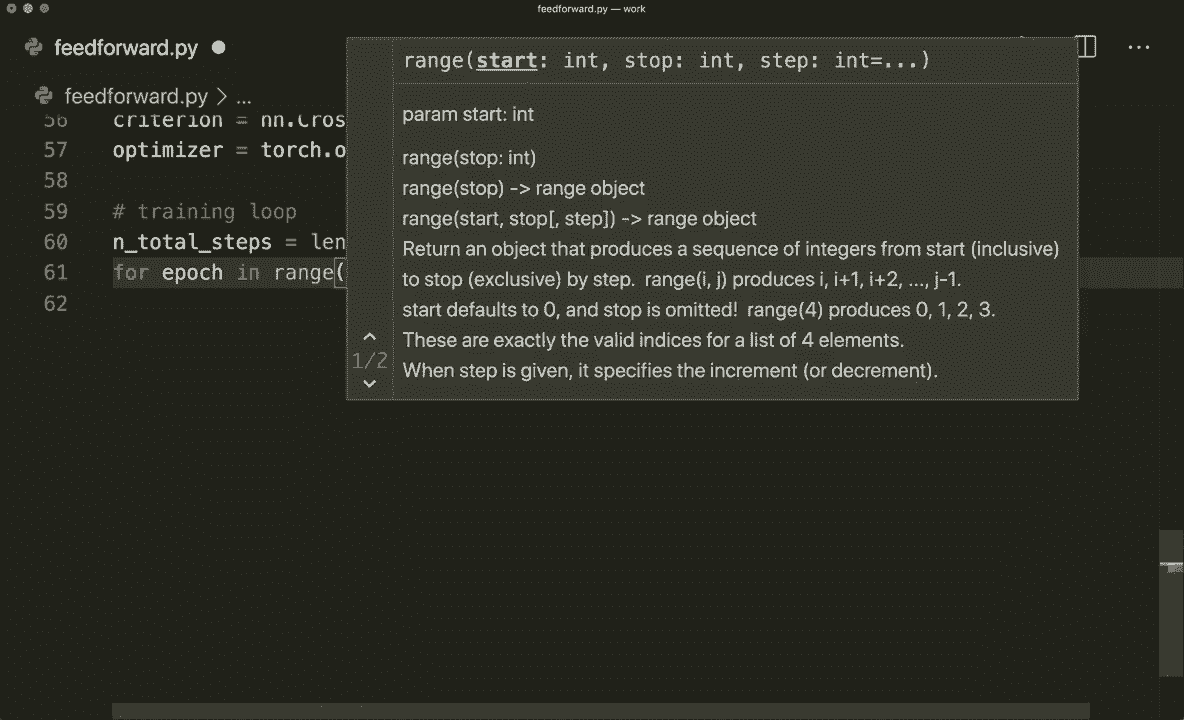 feedforward.py — work
feedforward.py
feedforward.py > ...
56 criterion = nn.Cros
57 optimizer = torch.o
58
59 # training loop
60 n_total_steps = len
61 for epoch in range(
62
range(start: int, stop: int, step: int=...)
param start: int
range(stop: int)
range(stop) -> range object
range(start, stop[, step]) -> range object
Return an object that produces a sequence of integers from start (inclusive)
to stop (exclusive) by step.  range(i, j) produces i, i+1, i+2, ..., j-1.
start defaults to 0, and stop is omitted!  range(4) produces 0, 1, 2, 3.
These are exactly the valid indices for a list of 4 elements.
When step is given, it specifies the increment (or decrement).
1/2